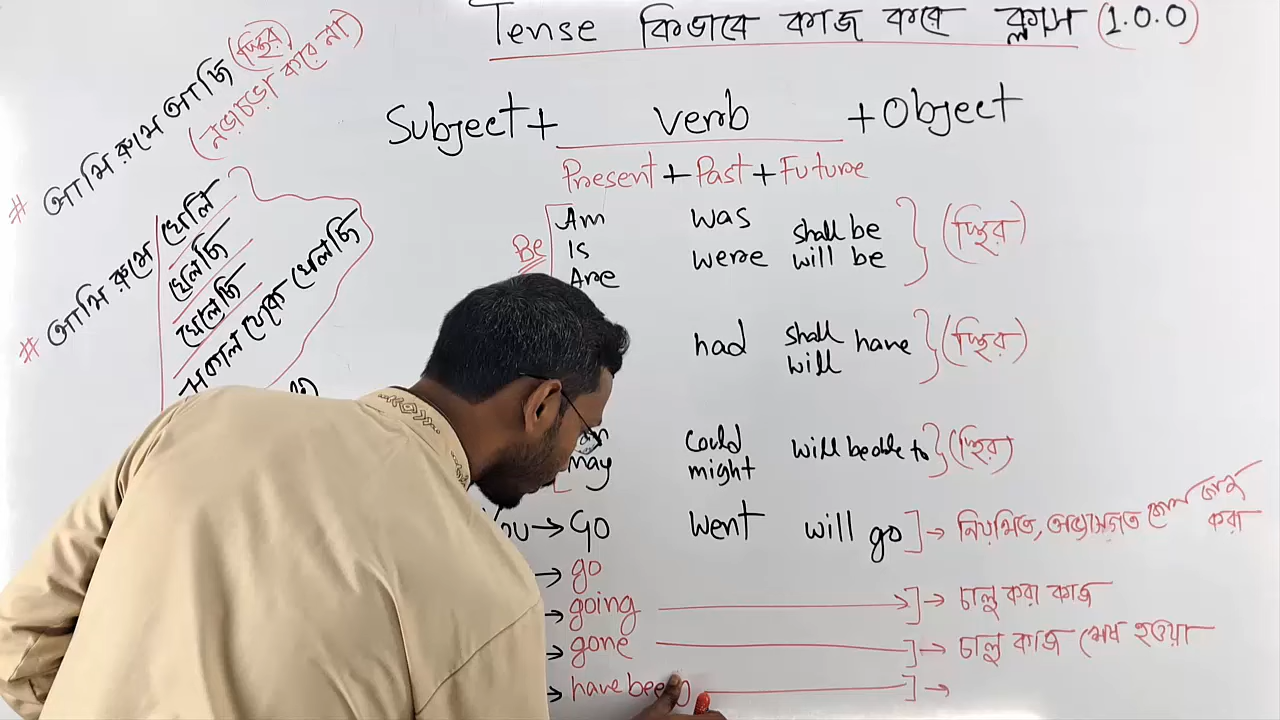 Tense কিভাবে কাজ করে ক্লাস (1.0.0)
Subject + verb + Object
Present + Past + Future
Be
Am was shall be
Is were will be } (স্থির)
Are
had shall have } (স্থির)
will
could will be able to } (স্থির)
may might
→ Go went will go ] → নিয়মিত, অভ্যাসগত কোন কাজ করা
→ go
→ going → ] → চালু করা কাজ
→ gone ] → চালু কাজ শেষ হওয়া
→ have bee ] →
# আমি রুমে আছি (স্থির)
(নড়াচড়া করে না)
# আমি রুমে খেলি
খেলছি
খেলেছি
সকাল থেকে খেলছি